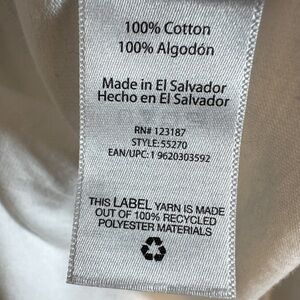 100% Cotton
100% Algodón
Made in El Salvador
Hecho en El Salvador
RN# 123187
STYLE: 55270
EAN/UPC: 1 9620303592
THIS LABEL YARN IS MADE
OUT OF 100% RECYCLED
POLYESTER MATERIALS